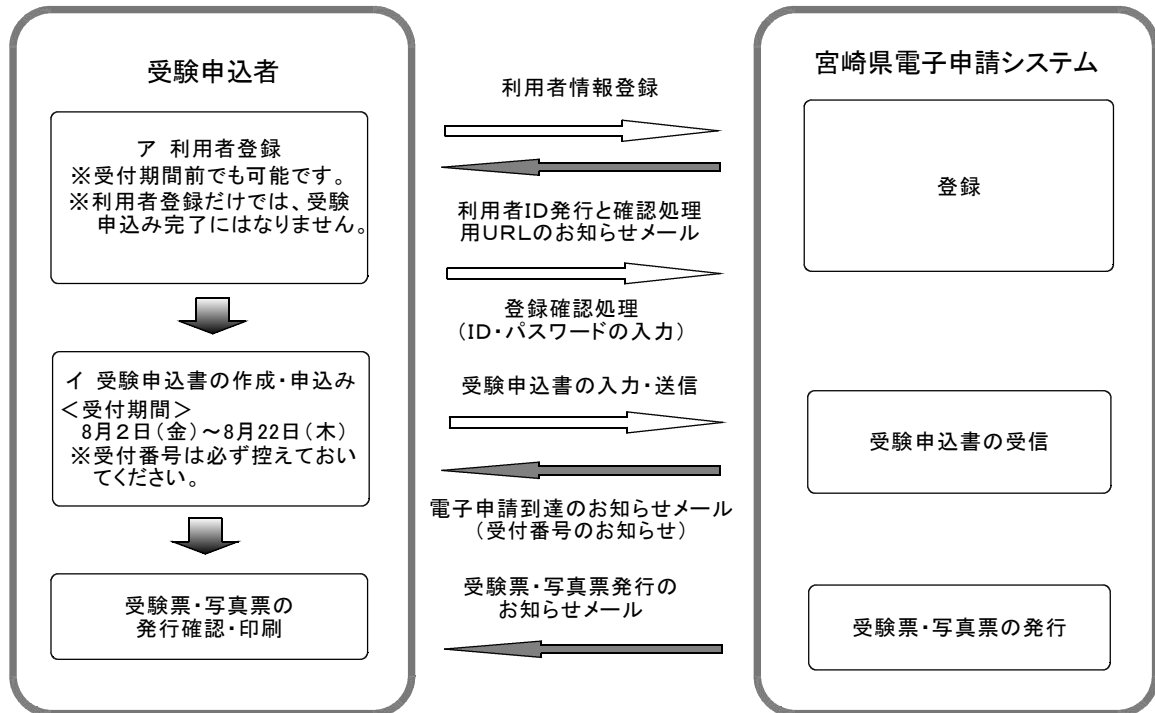 受験申込者
ア 利用者登録
※受付期間前でも可能です。
※利用者登録だけでは、受験
申込み完了にはなりません。
イ 受験申込書の作成・申込み
＜受付期間＞
8月２日(金)～8月22日(木)
※受付番号は必ず控えておい
てください。
受験票・写真票の
発行確認・印刷
利用者情報登録
利用者ID発行と確認処理
用ＵＲＬのお知らせメール
登録確認処理
(ID・パスワードの入力)
受験申込書の入力・送信
電子申請到達のお知らせメール
(受付番号のお知らせ)
受験票・写真票発行の
お知らせメール
宮崎県電子申請システム
登録
受験申込書の受信
受験票・写真票の発行